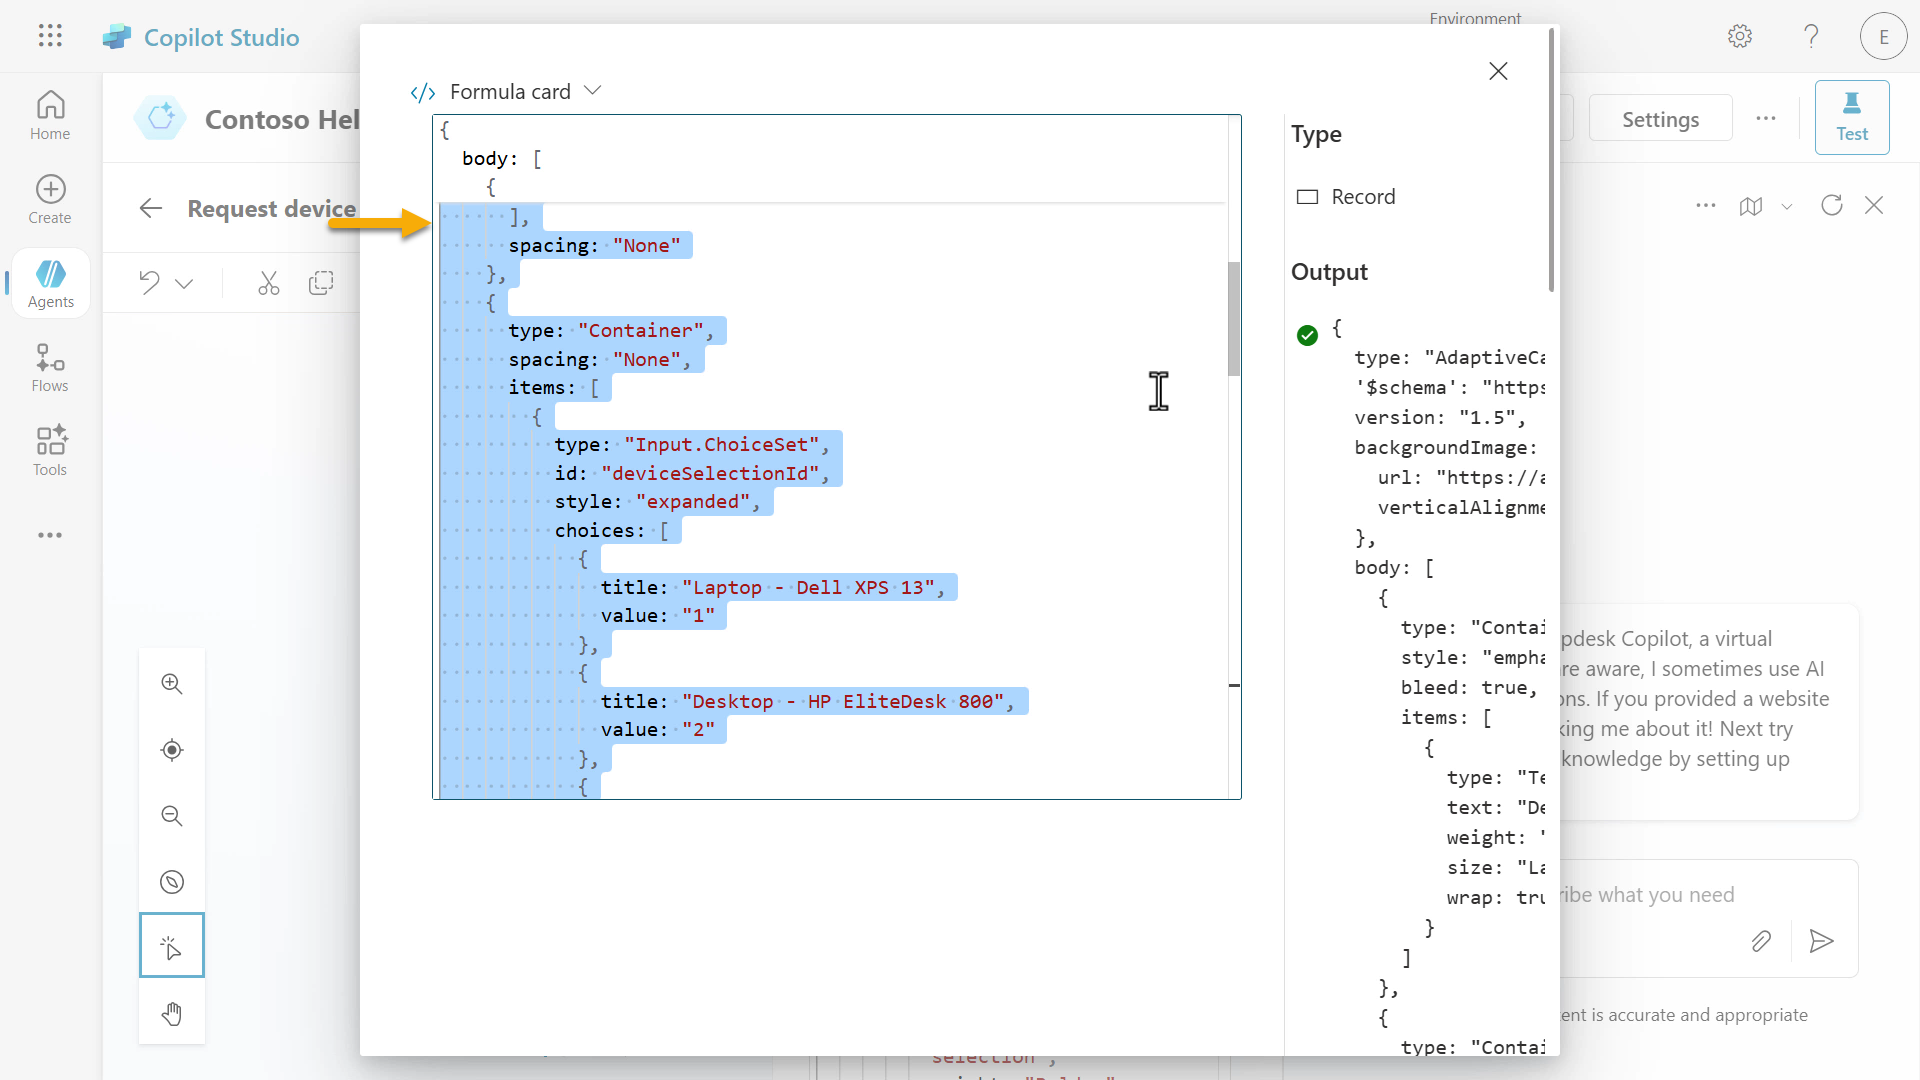 Copilot Studio
Environment
E
Home
Create
Agents
Flows
Tools
Contoso Hel
Request device
Settings
Test
</> Formula card
{
body: [
{
],
spacing: "None"
},
{
type: "Container",
spacing: "None",
items: [
{
type: "Input.ChoiceSet",
id: "deviceSelectionId",
style: "expanded",
choices: [
{
title: "Laptop - Dell XPS 13",
value: "1"
},
{
title: "Desktop - HP EliteDesk 800",
value: "2"
},
{
Type
Record
Output
{
type: "AdaptiveCa
'$schema': "https
version: "1.5",
backgroundImage:
url: "https://a
verticalAlignme
},
body: [
{
type: "Contai
style: "empha
bleed: true,
items: [
{
type: "Te
text: "De
weight: "
size: "La
wrap: tru
}
]
},
{
type: "Contai
pdesk Copilot, a virtual
re aware, I sometimes use AI
ons. If you provided a website
king me about it! Next try
knowledge by setting up
ribe what you need
ent is accurate and appropriate
selection",